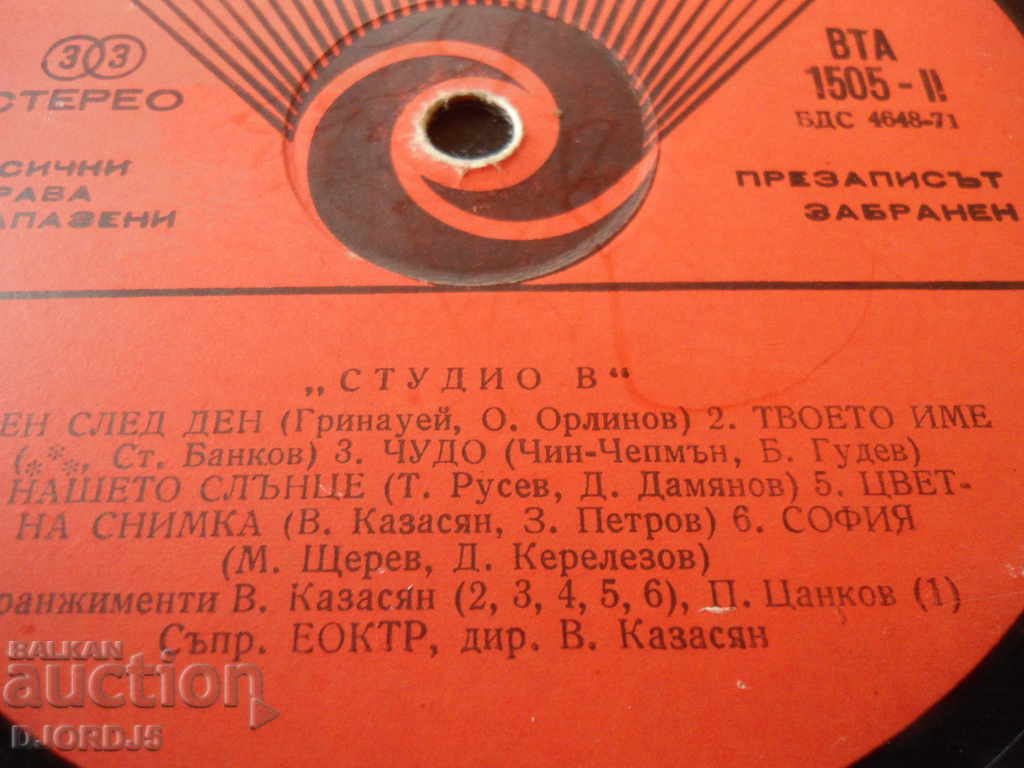 33
СТЕРЕО
ВТА
1505-II
БДС 4648-71
СИЧНИ
РАВА
АПАЗЕНИ
ПРЕЗАПИСЪТ
ЗАБРАНЕН
„СТУДИО В“
ЕН СЛЕД ДЕН (Гринауей, О. Орлинов) 2. ТВОЕТО ИМЕ
(***, Ст. Банков) 3. ЧУДО (Чин-Чепмън, Б. Гудев)
НАШЕТО СЛЪНЦЕ (Т. Русев, Д. Дамянов) 5. ЦВЕТ-
НА СНИМКА (В. Казасян, З. Петров) 6. СОФИЯ
(М. Щерев, Д. Керелезов)
ранжименти В. Казасян (2, 3, 4, 5, 6), П. Цанков (1)
Съпр. ЕОКТР, дир. В. Казасян
BALKAN
auction
DJORDJ5